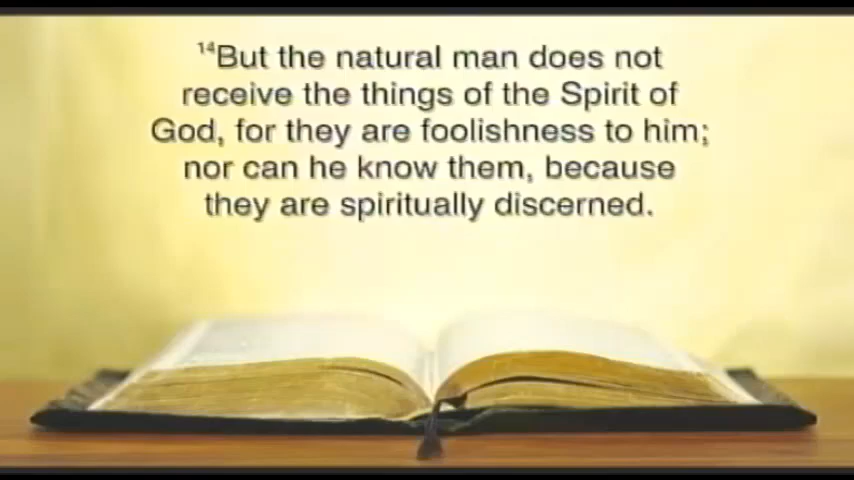 ¹⁴But the natural man does not
receive the things of the Spirit of
God, for they are foolishness to him;
nor can he know them, because
they are spiritually discerned.